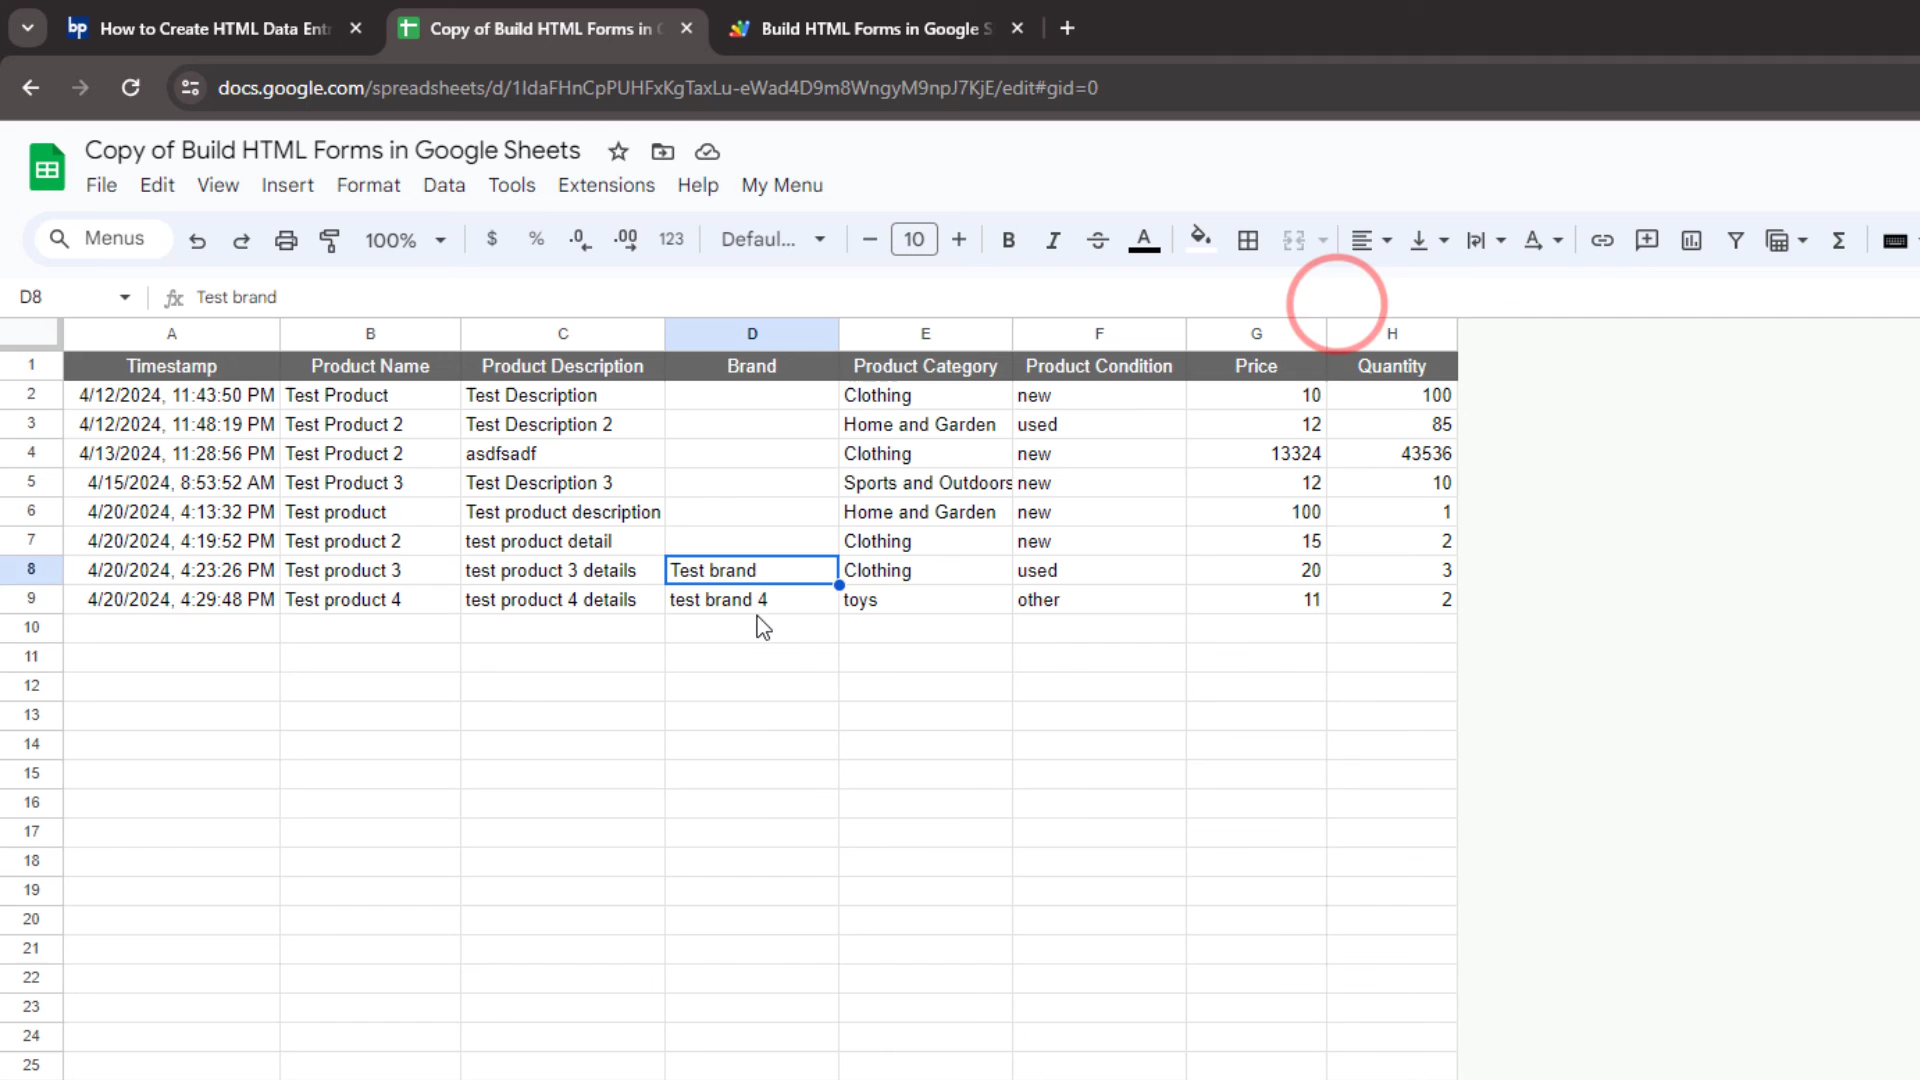 bp How to Create HTML Data Ent Copy of Build HTML Forms in Build HTML Forms in Google S
docs.google.com/spreadsheets/d/1IdaFHnCpPUHFxKgTaxLu-eWad4D9m8WngyM9npJ7KjE/edit#gid=0
Copy of Build HTML Forms in Google Sheets
File Edit View Insert Format Data Tools Extensions Help My Menu
Menus 100% $ % .0 .00 123 Defaul... 10 B I A A Σ
D8 fx Test brand
A B C D E F G H
1 Timestamp Product Name Product Description Brand Product Category Product Condition Price Quantity
2 4/12/2024, 11:43:50 PM Test Product Test Description Clothing new 10 100
3 4/12/2024, 11:48:19 PM Test Product 2 Test Description 2 Home and Garden used 12 85
4 4/13/2024, 11:28:56 PM Test Product 2 asdfsadf Clothing new 13324 43536
5 4/15/2024, 8:53:52 AM Test Product 3 Test Description 3 Sports and Outdoors new 12 10
6 4/20/2024, 4:13:32 PM Test product Test product description Home and Garden new 100 1
7 4/20/2024, 4:19:52 PM Test product 2 test product detail Clothing new 15 2
8 4/20/2024, 4:23:26 PM Test product 3 test product 3 details Test brand Clothing used 20 3
9 4/20/2024, 4:29:48 PM Test product 4 test product 4 details test brand 4 toys other 11 2
10
11
12
13
14
15
16
17
18
19
20
21
22
23
24
25